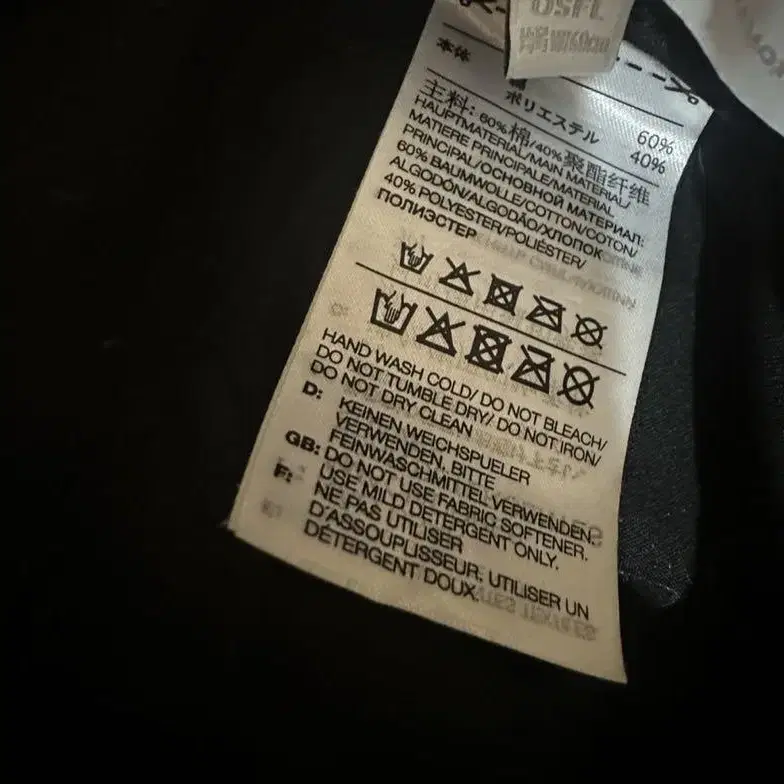 OSFL
本体
ポリエステル
60%
40%
主料: 60%棉/40%聚酯纤维
HAUPTMATERIAL/MAIN MATERIAL/
MATIERE PRINCIPALE/MATERIAL
PRINCIPAL/ОСНОВНОЙ МАТЕРИАЛ:
60% BAUMWOLLE/COTTON/COTON/
ALGODÓN/ALGODÃO/ХЛОПОК
40% POLYESTER/POLIÉSTER/
ПОЛИЭСТЕР
HAND WASH COLD/ DO NOT BLEACH/
DO NOT TUMBLE DRY/ DO NOT IRON/
DO NOT DRY CLEAN
D: KEINEN WEICHSPUELER
VERWENDEN, BITTE
FEINWASCHMITTEL VERWENDEN.
GB: DO NOT USE FABRIC SOFTENER.
USE MILD DETERGENT ONLY.
F: NE PAS UTILISER
D'ASSOUPLISSEUR, UTILISER UN
DÉTERGENT DOUX.